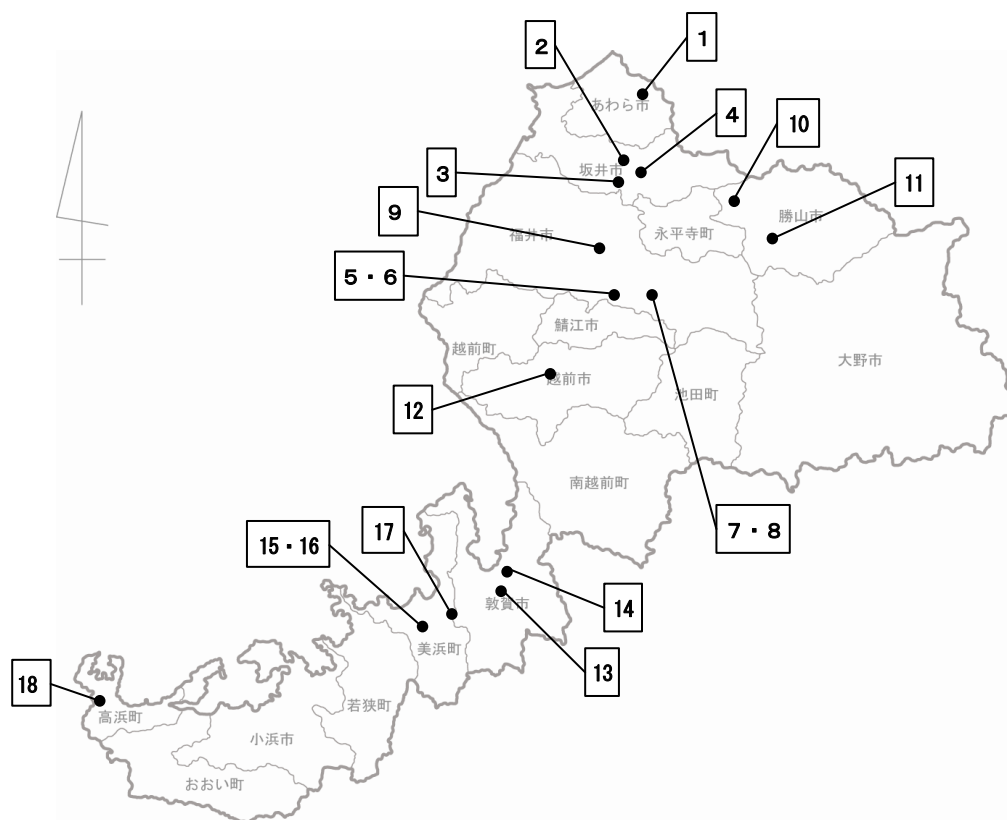 1
2
あわら市
4
10
坂井市
3
11
9
勝山市
福井市
永平寺町
5・6
鯖江市
越前町
大野市
越前市
池田町
12
南越前町
7・8
17
15・16
敦賀市
14
美浜町
13
18
高浜町
若狭町
小浜市
おおい町